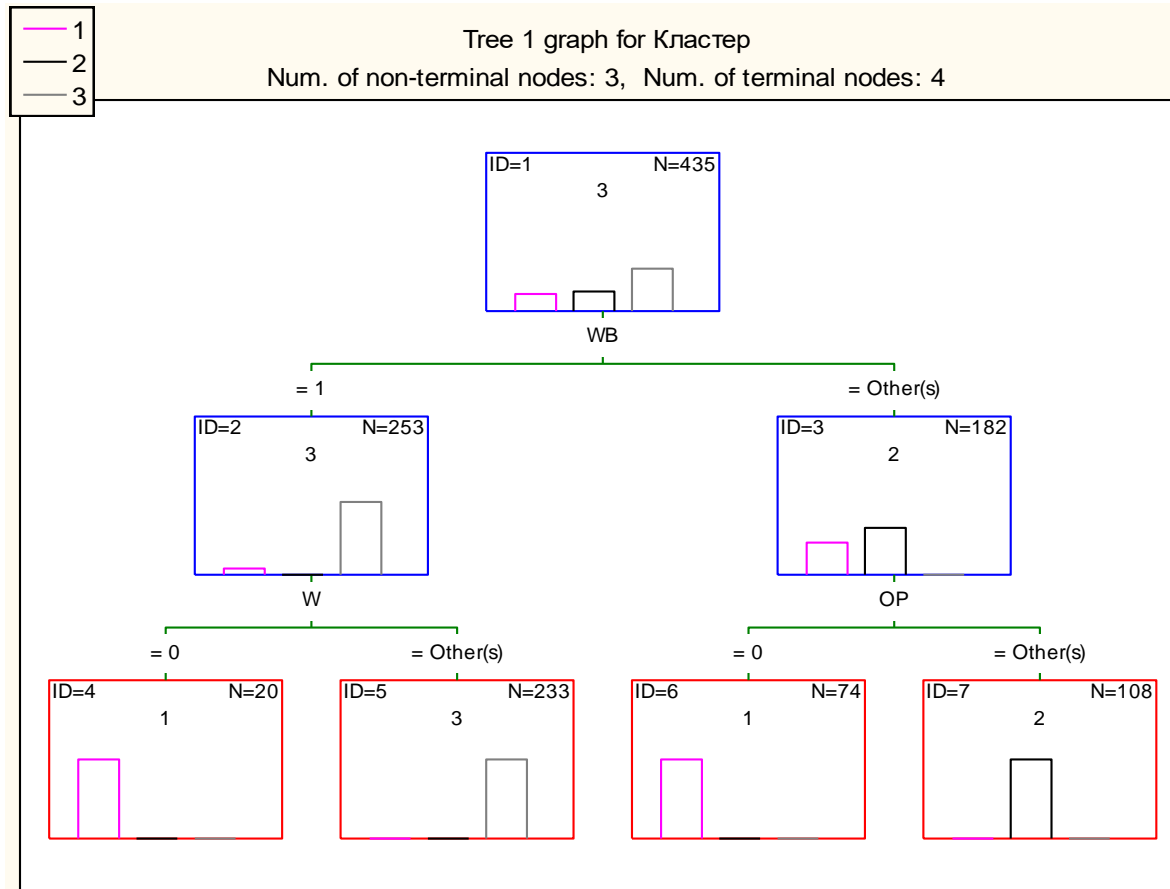 1
2
3
Tree 1 graph for Кластер
Num. of non-terminal nodes: 3, Num. of terminal nodes: 4
ID=1 N=435
3
WB
= 1 = Other(s)
ID=2 N=253 ID=3 N=182
3 2
W OP
= 0 = Other(s) = 0 = Other(s)
ID=4 N=20 ID=5 N=233 ID=6 N=74 ID=7 N=108
1 3 1 2